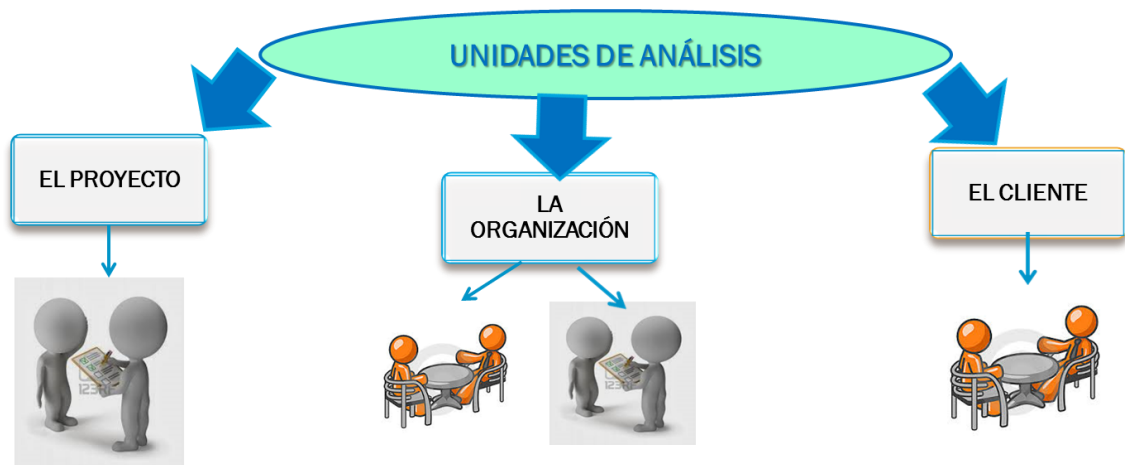 UNIDADES DE ANÁLISIS
EL PROYECTO
LA
ORGANIZACIÓN
EL CLIENTE